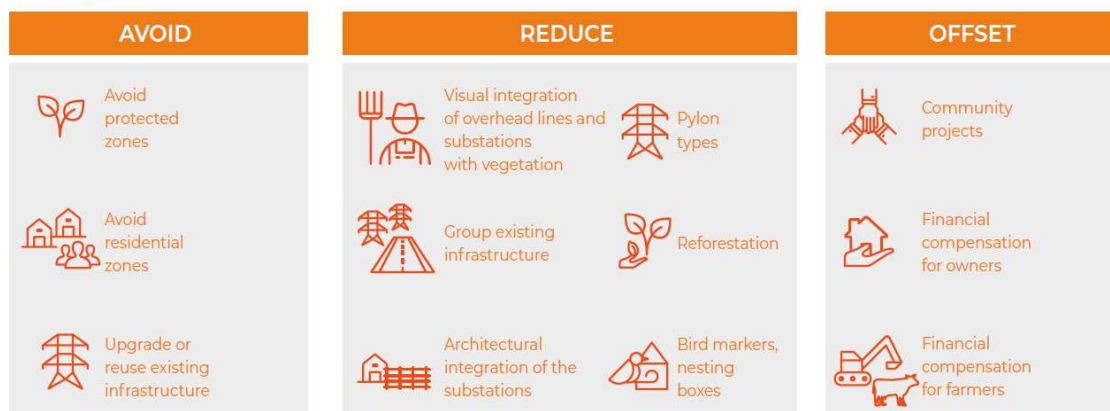 AVOID
Avoid
protected
zones
Avoid
residential
zones
Upgrade or
reuse existing
infrastructure
REDUCE
Visual integration
of overhead lines and
substations
with vegetation
Pylon
types
Group existing
infrastructure
Reforestation
Architectural
integration of the
substations
Bird markers,
nesting
boxes
OFFSET
Community
projects
Financial
compensation
for owners
Financial
compensation
for farmers